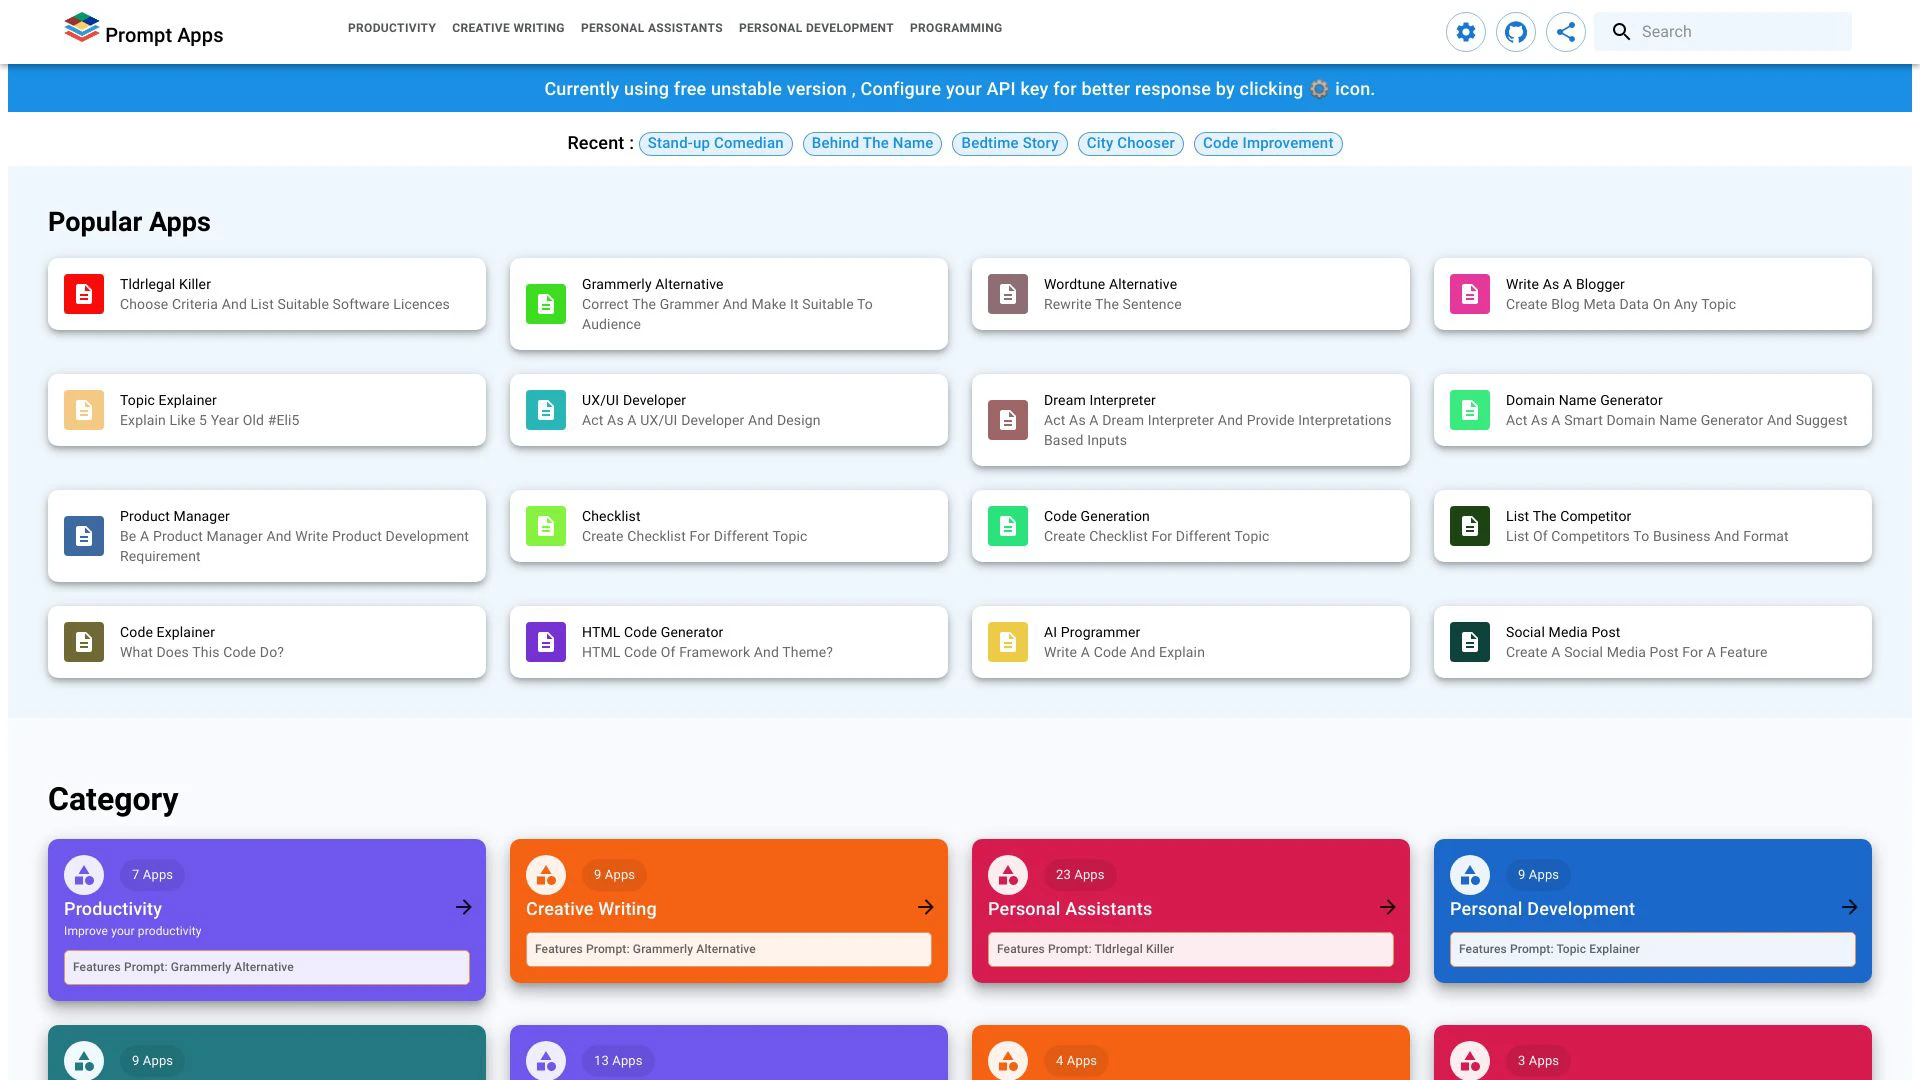 Prompt Apps
PRODUCTIVITY CREATIVE WRITING PERSONAL ASSISTANTS PERSONAL DEVELOPMENT PROGRAMMING
Search
Currently using free unstable version , Configure your API key for better response by clicking ⚙️ icon.
Recent : Stand-up Comedian Behind The Name Bedtime Story City Chooser Code Improvement
Popular Apps
Tldrlegal Killer
Choose Criteria And List Suitable Software Licences
Grammerly Alternative
Correct The Grammer And Make It Suitable To
Audience
Wordtune Alternative
Rewrite The Sentence
Write As A Blogger
Create Blog Meta Data On Any Topic
Topic Explainer
Explain Like 5 Year Old #Eli5
UX/UI Developer
Act As A UX/UI Developer And Design
Dream Interpreter
Act As A Dream Interpreter And Provide Interpretations
Based Inputs
Domain Name Generator
Act As A Smart Domain Name Generator And Suggest
Product Manager
Be A Product Manager And Write Product Development
Requirement
Checklist
Create Checklist For Different Topic
Code Generation
Create Checklist For Different Topic
List The Competitor
List Of Competitors To Business And Format
Code Explainer
What Does This Code Do?
HTML Code Generator
HTML Code Of Framework And Theme?
AI Programmer
Write A Code And Explain
Social Media Post
Create A Social Media Post For A Feature
Category
7 Apps
Productivity
Improve your productivity
Features Prompt: Grammerly Alternative
9 Apps
Creative Writing
Features Prompt: Grammerly Alternative
23 Apps
Personal Assistants
Features Prompt: Tldrlegal Killer
9 Apps
Personal Development
Features Prompt: Topic Explainer
9 Apps
13 Apps
4 Apps
3 Apps